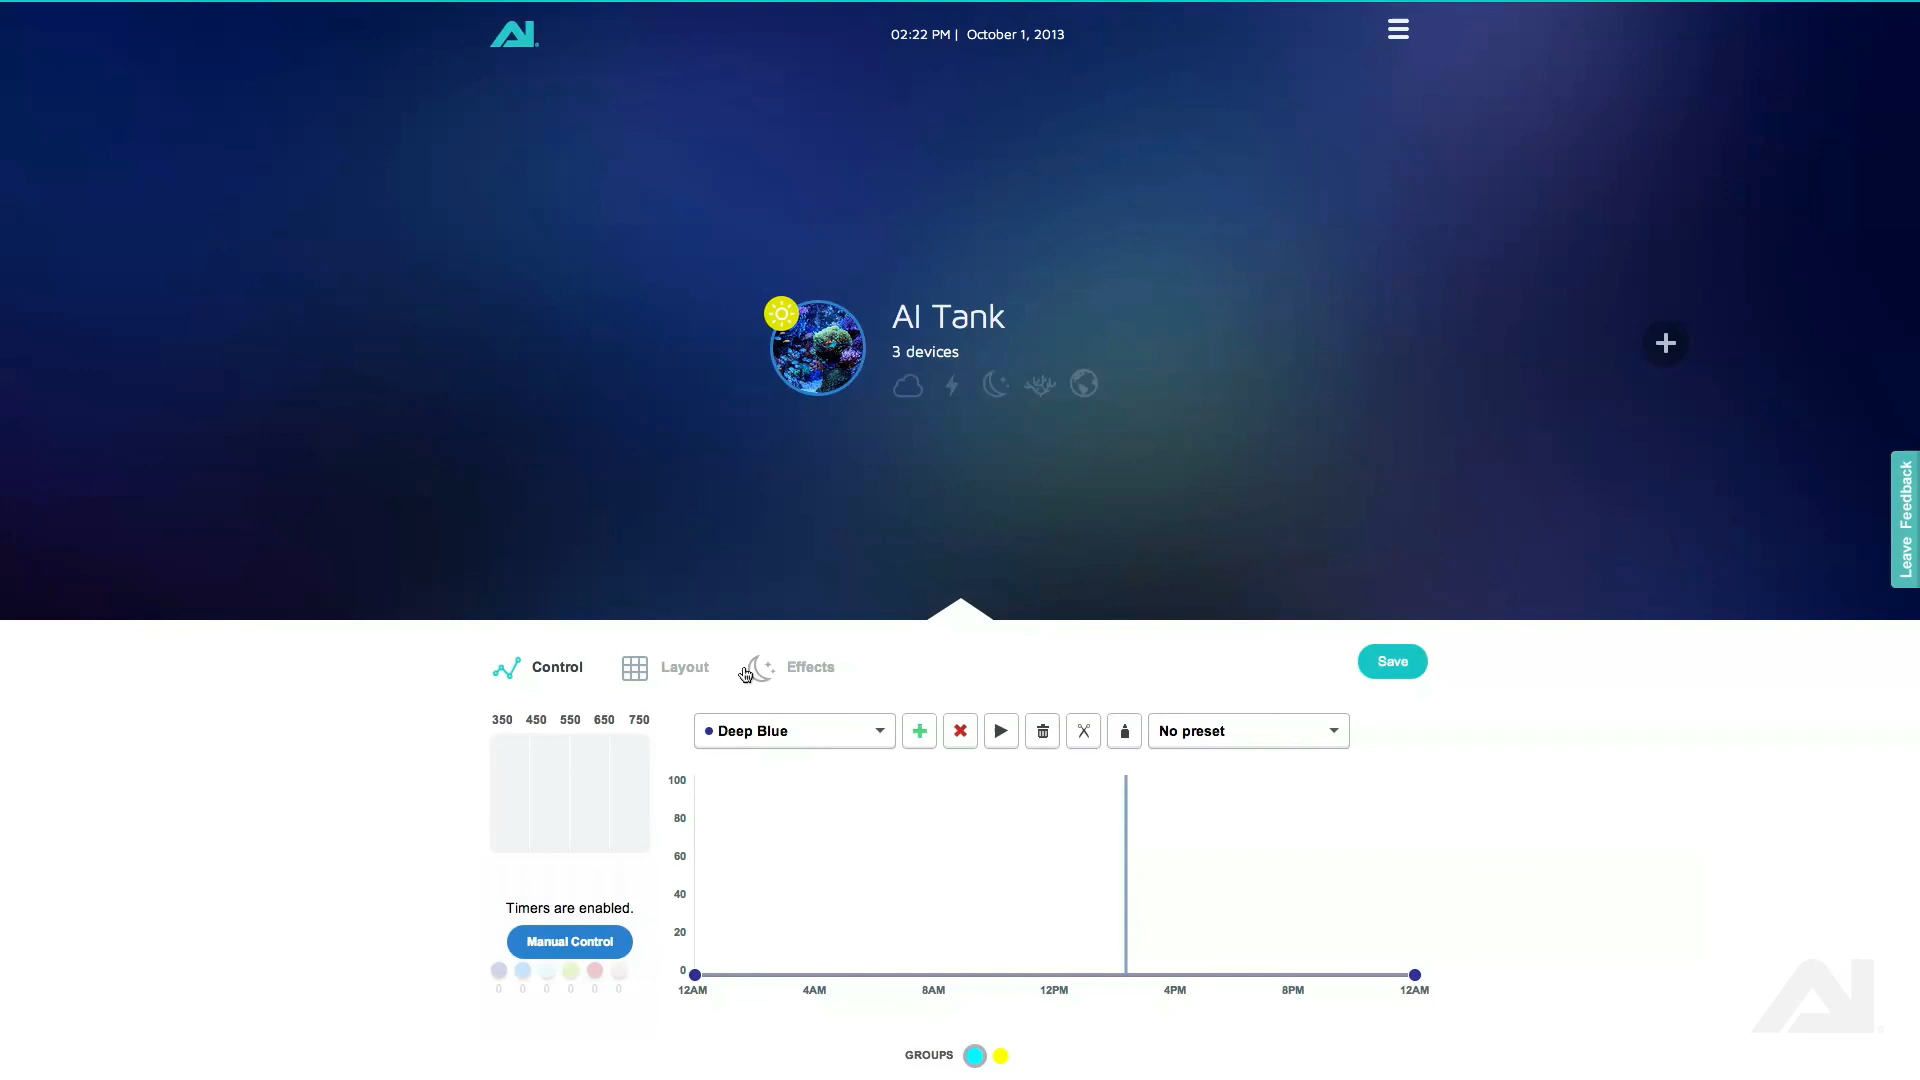 AI
02:22 PM | October 1, 2013
AI Tank
3 devices
Leave Feedback
Control
Layout
Effects
Save
350 450 550 650 750
Deep Blue
No preset
100
80
60
40
20
0
Timers are enabled.
Manual Control
0 0 0 0 0 0
12AM 4AM 8AM 12PM 4PM 8PM 12AM
GROUPS
AI